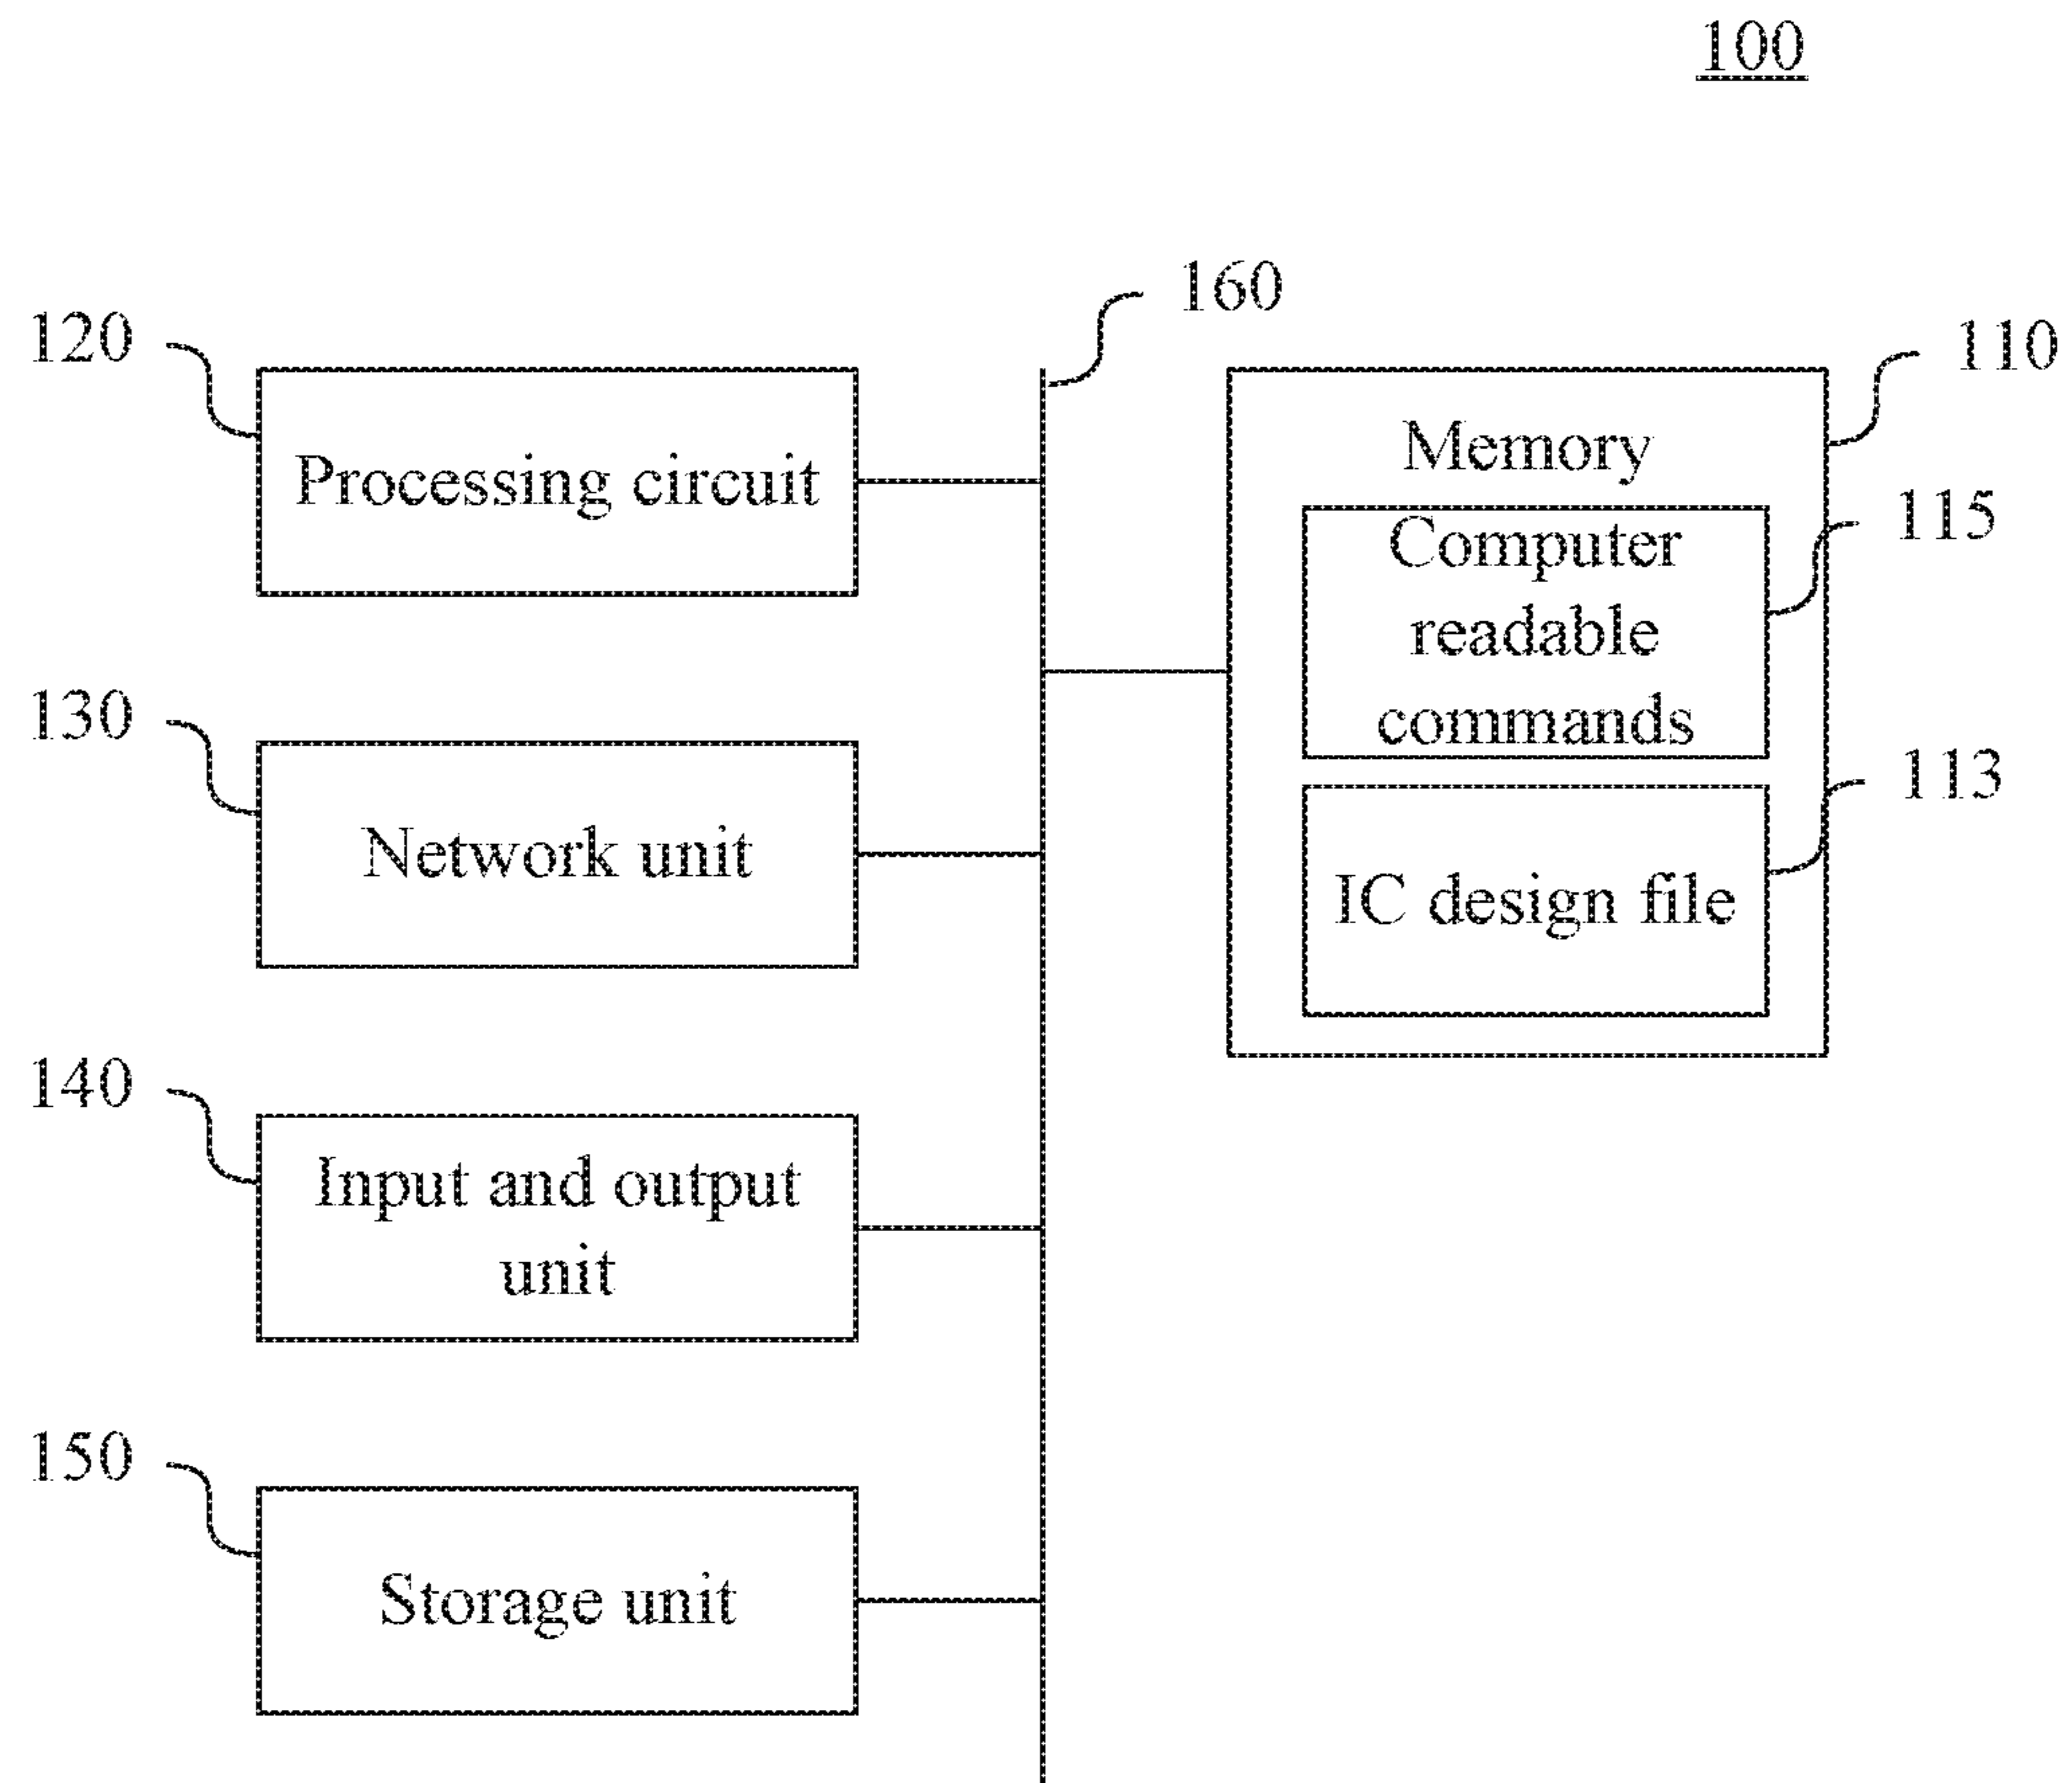 100
160
120
110
Processing circuit
Memory
115
Computer
readable
commands
130
113
Network unit
IC design file
140
Input and output
unit
150
Storage unit